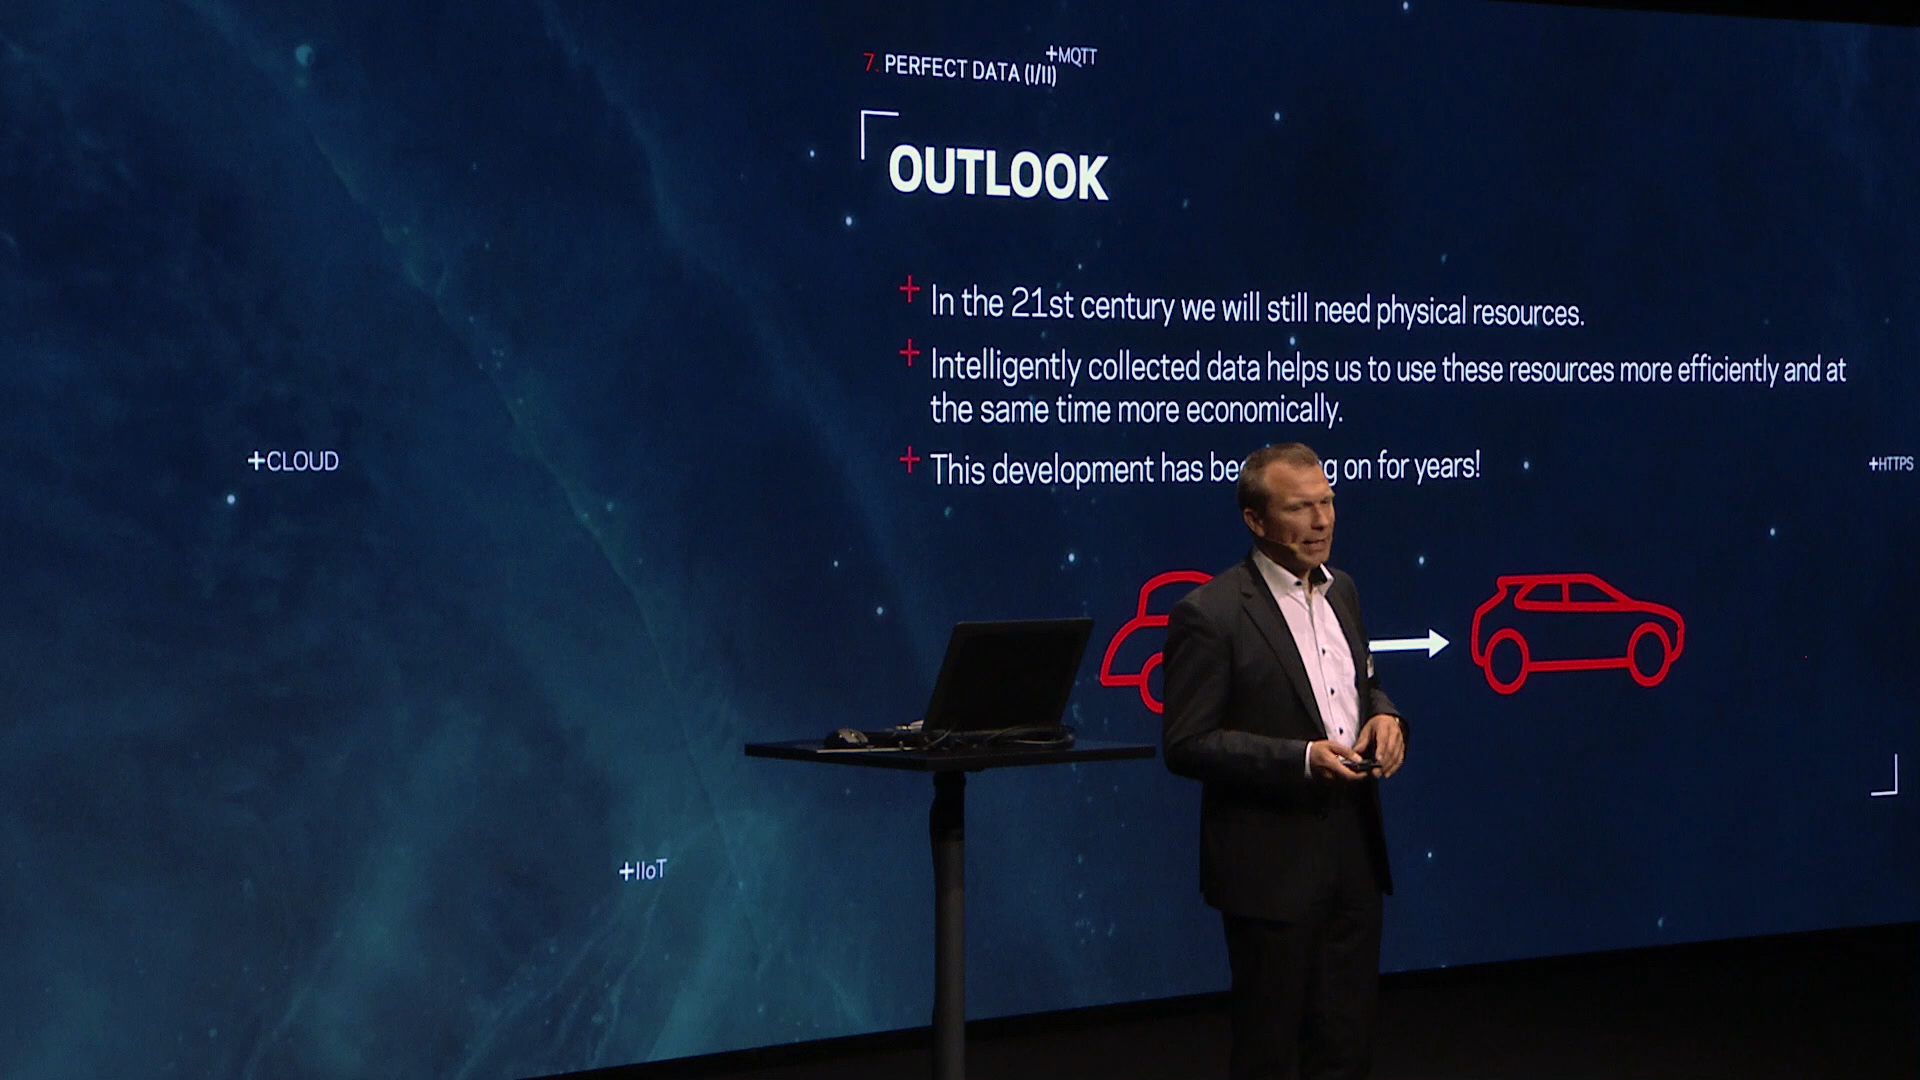 +MQTT
7. PERFECT DATA (I/II)
OUTLOOK
+ In the 21st century we will still need physical resources.
+ Intelligently collected data helps us to use these resources more efficiently and at
the same time more economically.
+ This development has on for years!
+CLOUD
+HTTPS
+IIoT